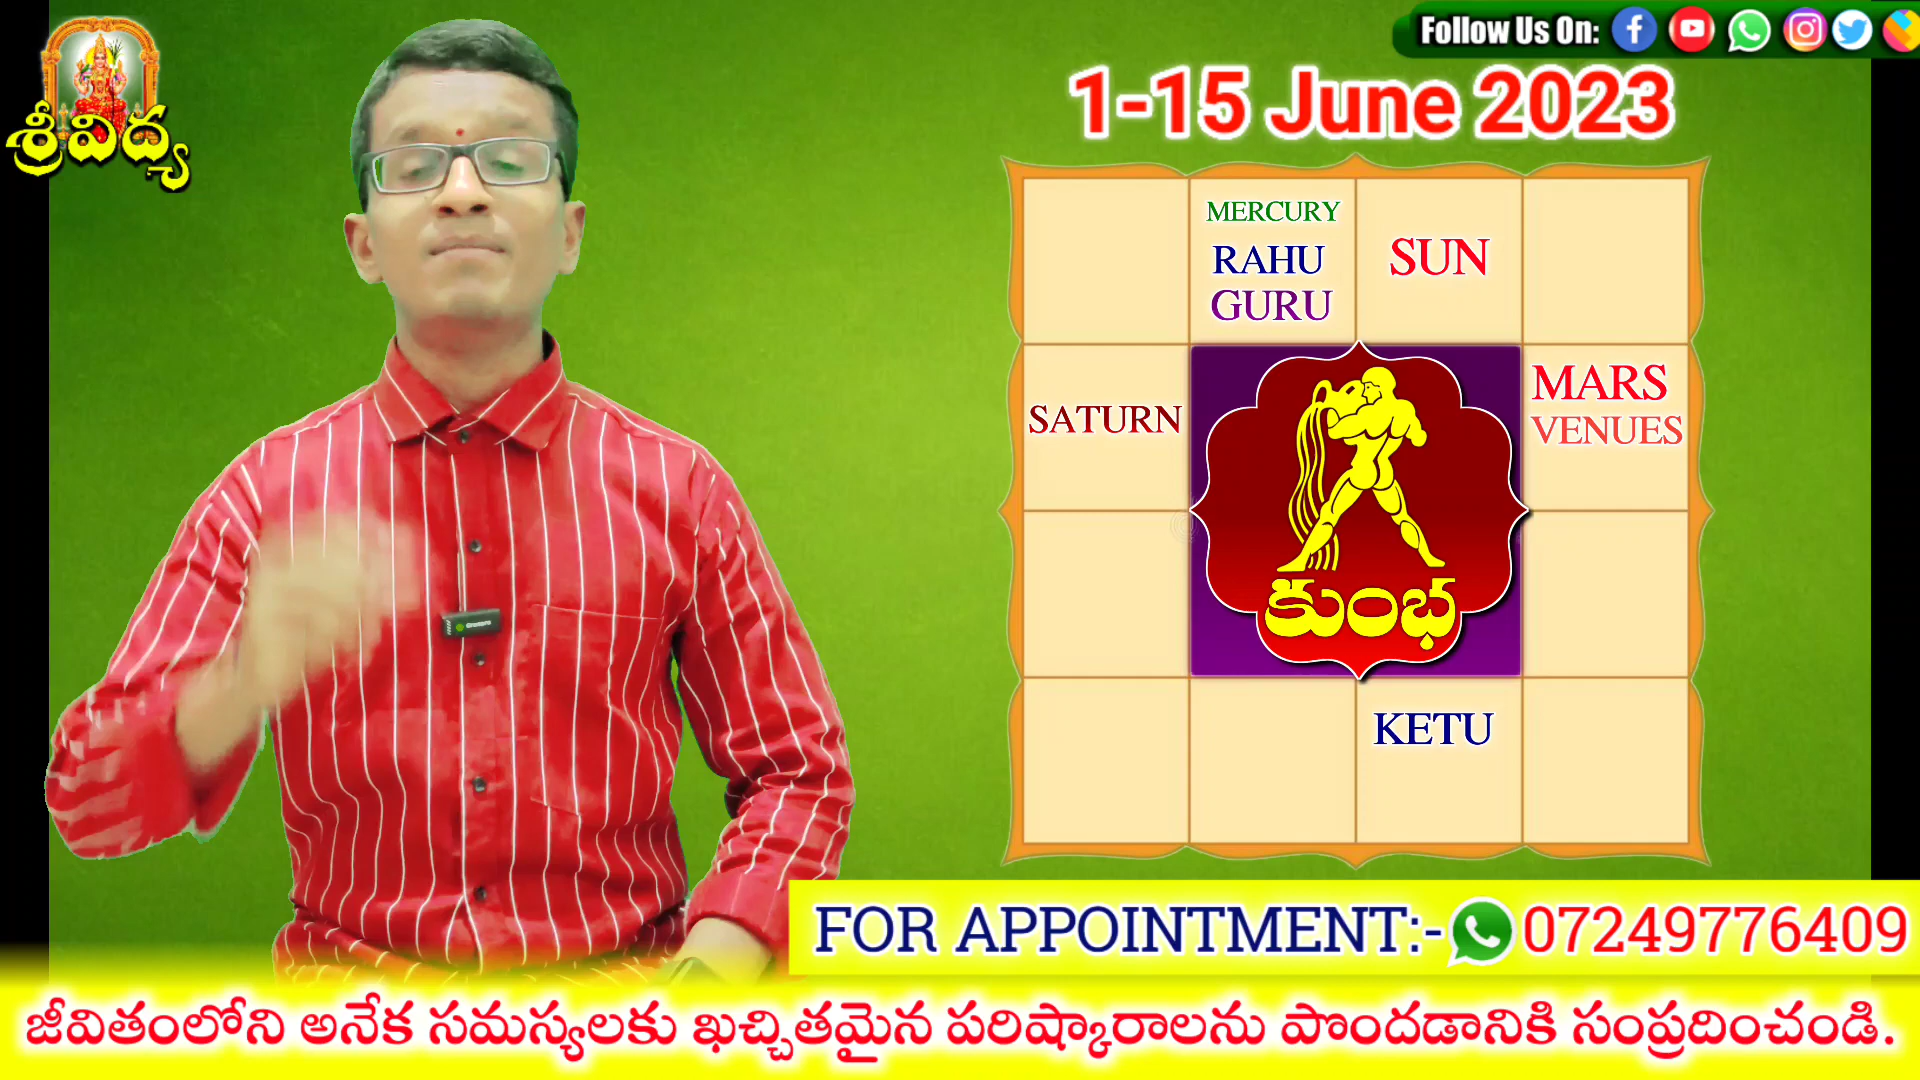 Follow Us On:
శ్రీవిద్య
1-15 June 2023
MERCURY
RAHU
GURU
SUN
SATURN
MARS
VENUES
కుంభ
KETU
FOR APPOINTMENT:- 07249776409
జీవితంలోని అనేక సమస్యలకు ఖచ్చితమైన పరిష్కారాలను పొందడానికి సంప్రదించండి.